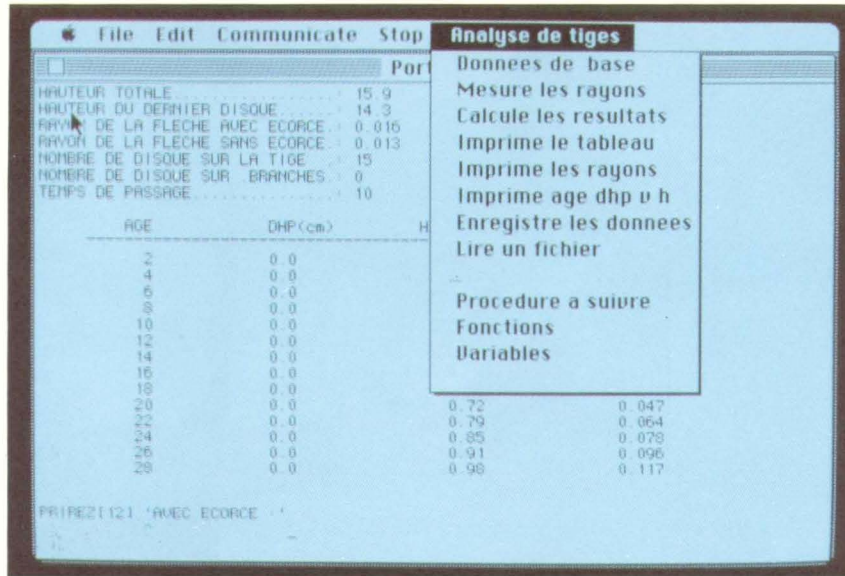 File Edit Communicate Stop Analyse de tiges
Port
HAUTEUR TOTALE.................. : 15.9
HAUTEUR DU DERNIER DISQUE....... : 14.3
RAYON DE LA FLECHE AVEC ECORCE. : 0.016
RAYON DE LA FLECHE SANS ECORCE. : 0.013
NOMBRE DE DISQUE SUR LA TIGE ... : 15
NOMBRE DE DISQUE SUR BRANCHES : 0
TEMPS DE PASSAGE................ : 10
Donnees de base
Mesure les rayons
Calcule les resultats
Imprime le tableau
Imprime les rayons
Imprime age dhp v h
Enregistre les donnees
Lire un fichier
Procedure a suivre
Fonctions
Variables
AGE DHP(cm) H
2 0.0
4 0.0
6 0.0
8 0.0
10 0.0
12 0.0
14 0.0
16 0.0
18 0.0
20 0.0 0.72 0.047
22 0.0 0.79 0.064
24 0.0 0.85 0.078
26 0.0 0.91 0.096
28 0.0 0.98 0.117
PRIREZ[12] 'AVEC ECORCE :'